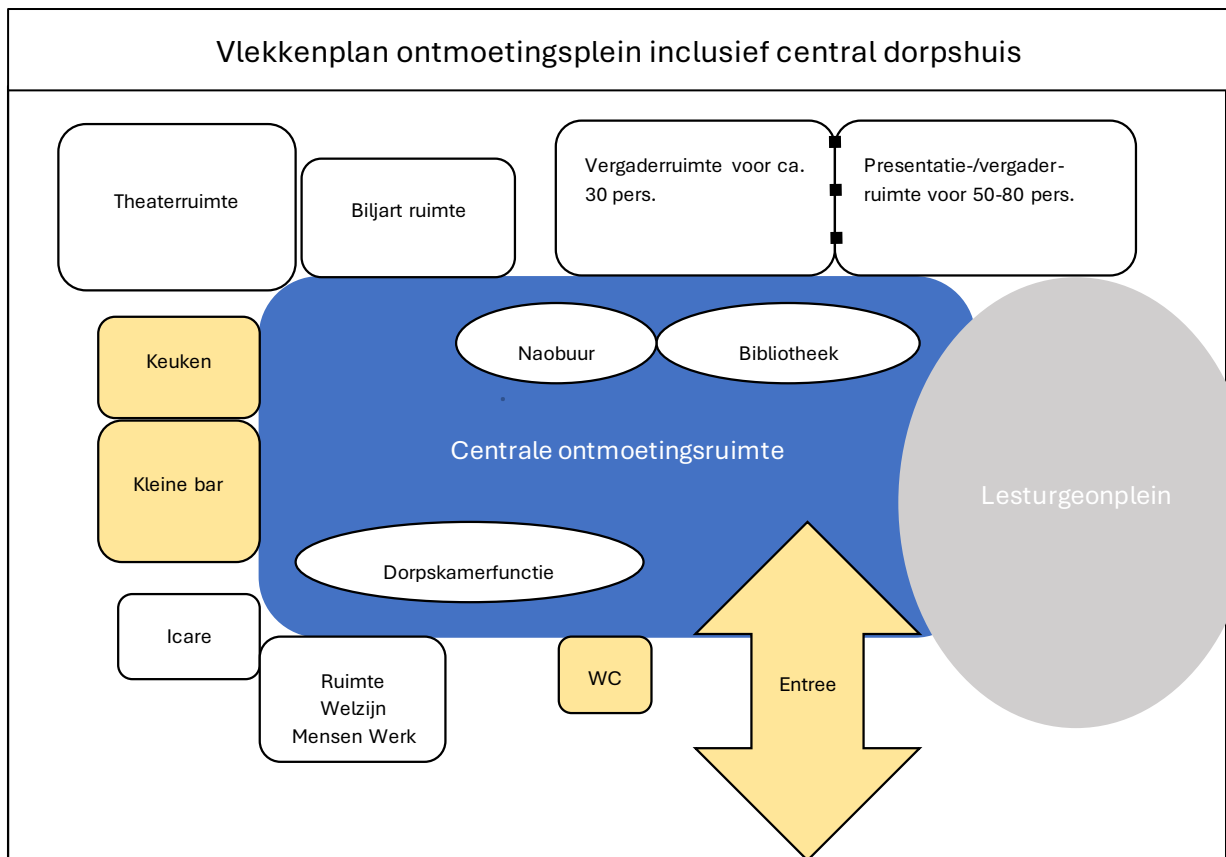 Vlekkenplan ontmoetingsplein inclusief central dorpshuis
Theaterruimte
Biljart ruimte
Vergaderruimte voor ca.
30 pers.
Presentatie-/vergader-
ruimte voor 50-80 pers.
Keuken
Naobuur
Bibliotheek
Centrale ontmoetingsruimte
Kleine bar
Lesturgeonplein
Dorpskamerfunctie
Icare
Ruimte
Welzijn
Mensen Werk
WC
Entree